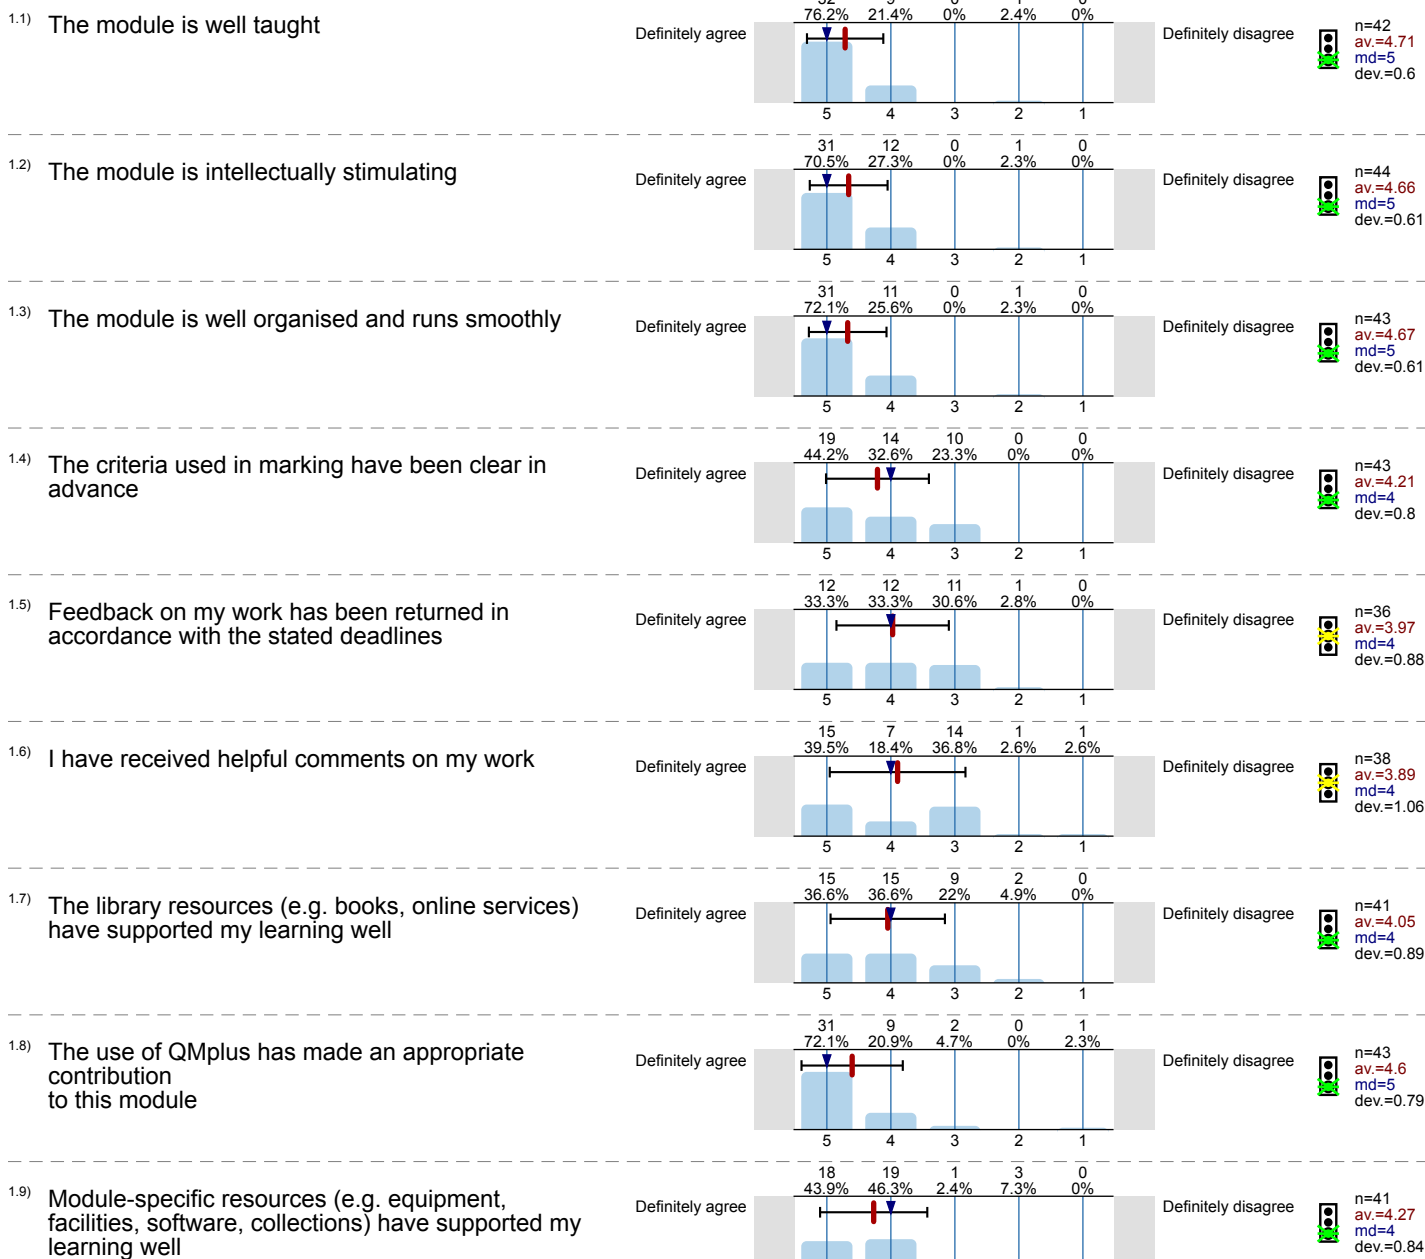 32 9 0 1 0
76.2% 21.4% 0% 2.4% 0%
1.1) The module is well taught
Definitely agree
Definitely disagree
n=42
av.=4.71
md=5
dev.=0.6
5 4 3 2 1
31 12 0 1 0
70.5% 27.3% 0% 2.3% 0%
1.2) The module is intellectually stimulating
Definitely agree
Definitely disagree
n=44
av.=4.66
md=5
dev.=0.61
5 4 3 2 1
31 11 0 1 0
72.1% 25.6% 0% 2.3% 0%
1.3) The module is well organised and runs smoothly
Definitely agree
Definitely disagree
n=43
av.=4.67
md=5
dev.=0.61
5 4 3 2 1
19 14 10 0 0
44.2% 32.6% 23.3% 0% 0%
1.4) The criteria used in marking have been clear in
advance
Definitely agree
Definitely disagree
n=43
av.=4.21
md=4
dev.=0.8
5 4 3 2 1
12 12 11 1 0
33.3% 33.3% 30.6% 2.8% 0%
1.5) Feedback on my work has been returned in
accordance with the stated deadlines
Definitely agree
Definitely disagree
n=36
av.=3.97
md=4
dev.=0.88
5 4 3 2 1
15 7 14 1 1
39.5% 18.4% 36.8% 2.6% 2.6%
1.6) I have received helpful comments on my work
Definitely agree
Definitely disagree
n=38
av.=3.89
md=4
dev.=1.06
5 4 3 2 1
15 15 9 2 0
36.6% 36.6% 22% 4.9% 0%
1.7) The library resources (e.g. books, online services)
have supported my learning well
Definitely agree
Definitely disagree
n=41
av.=4.05
md=4
dev.=0.89
5 4 3 2 1
31 9 2 0 1
72.1% 20.9% 4.7% 0% 2.3%
1.8) The use of QMplus has made an appropriate
contribution
to this module
Definitely agree
Definitely disagree
n=43
av.=4.6
md=5
dev.=0.79
5 4 3 2 1
18 19 1 3 0
43.9% 46.3% 2.4% 7.3% 0%
1.9) Module-specific resources (e.g. equipment,
facilities, software, collections) have supported my
learning well
Definitely agree
Definitely disagree
n=41
av.=4.27
md=4
dev.=0.84